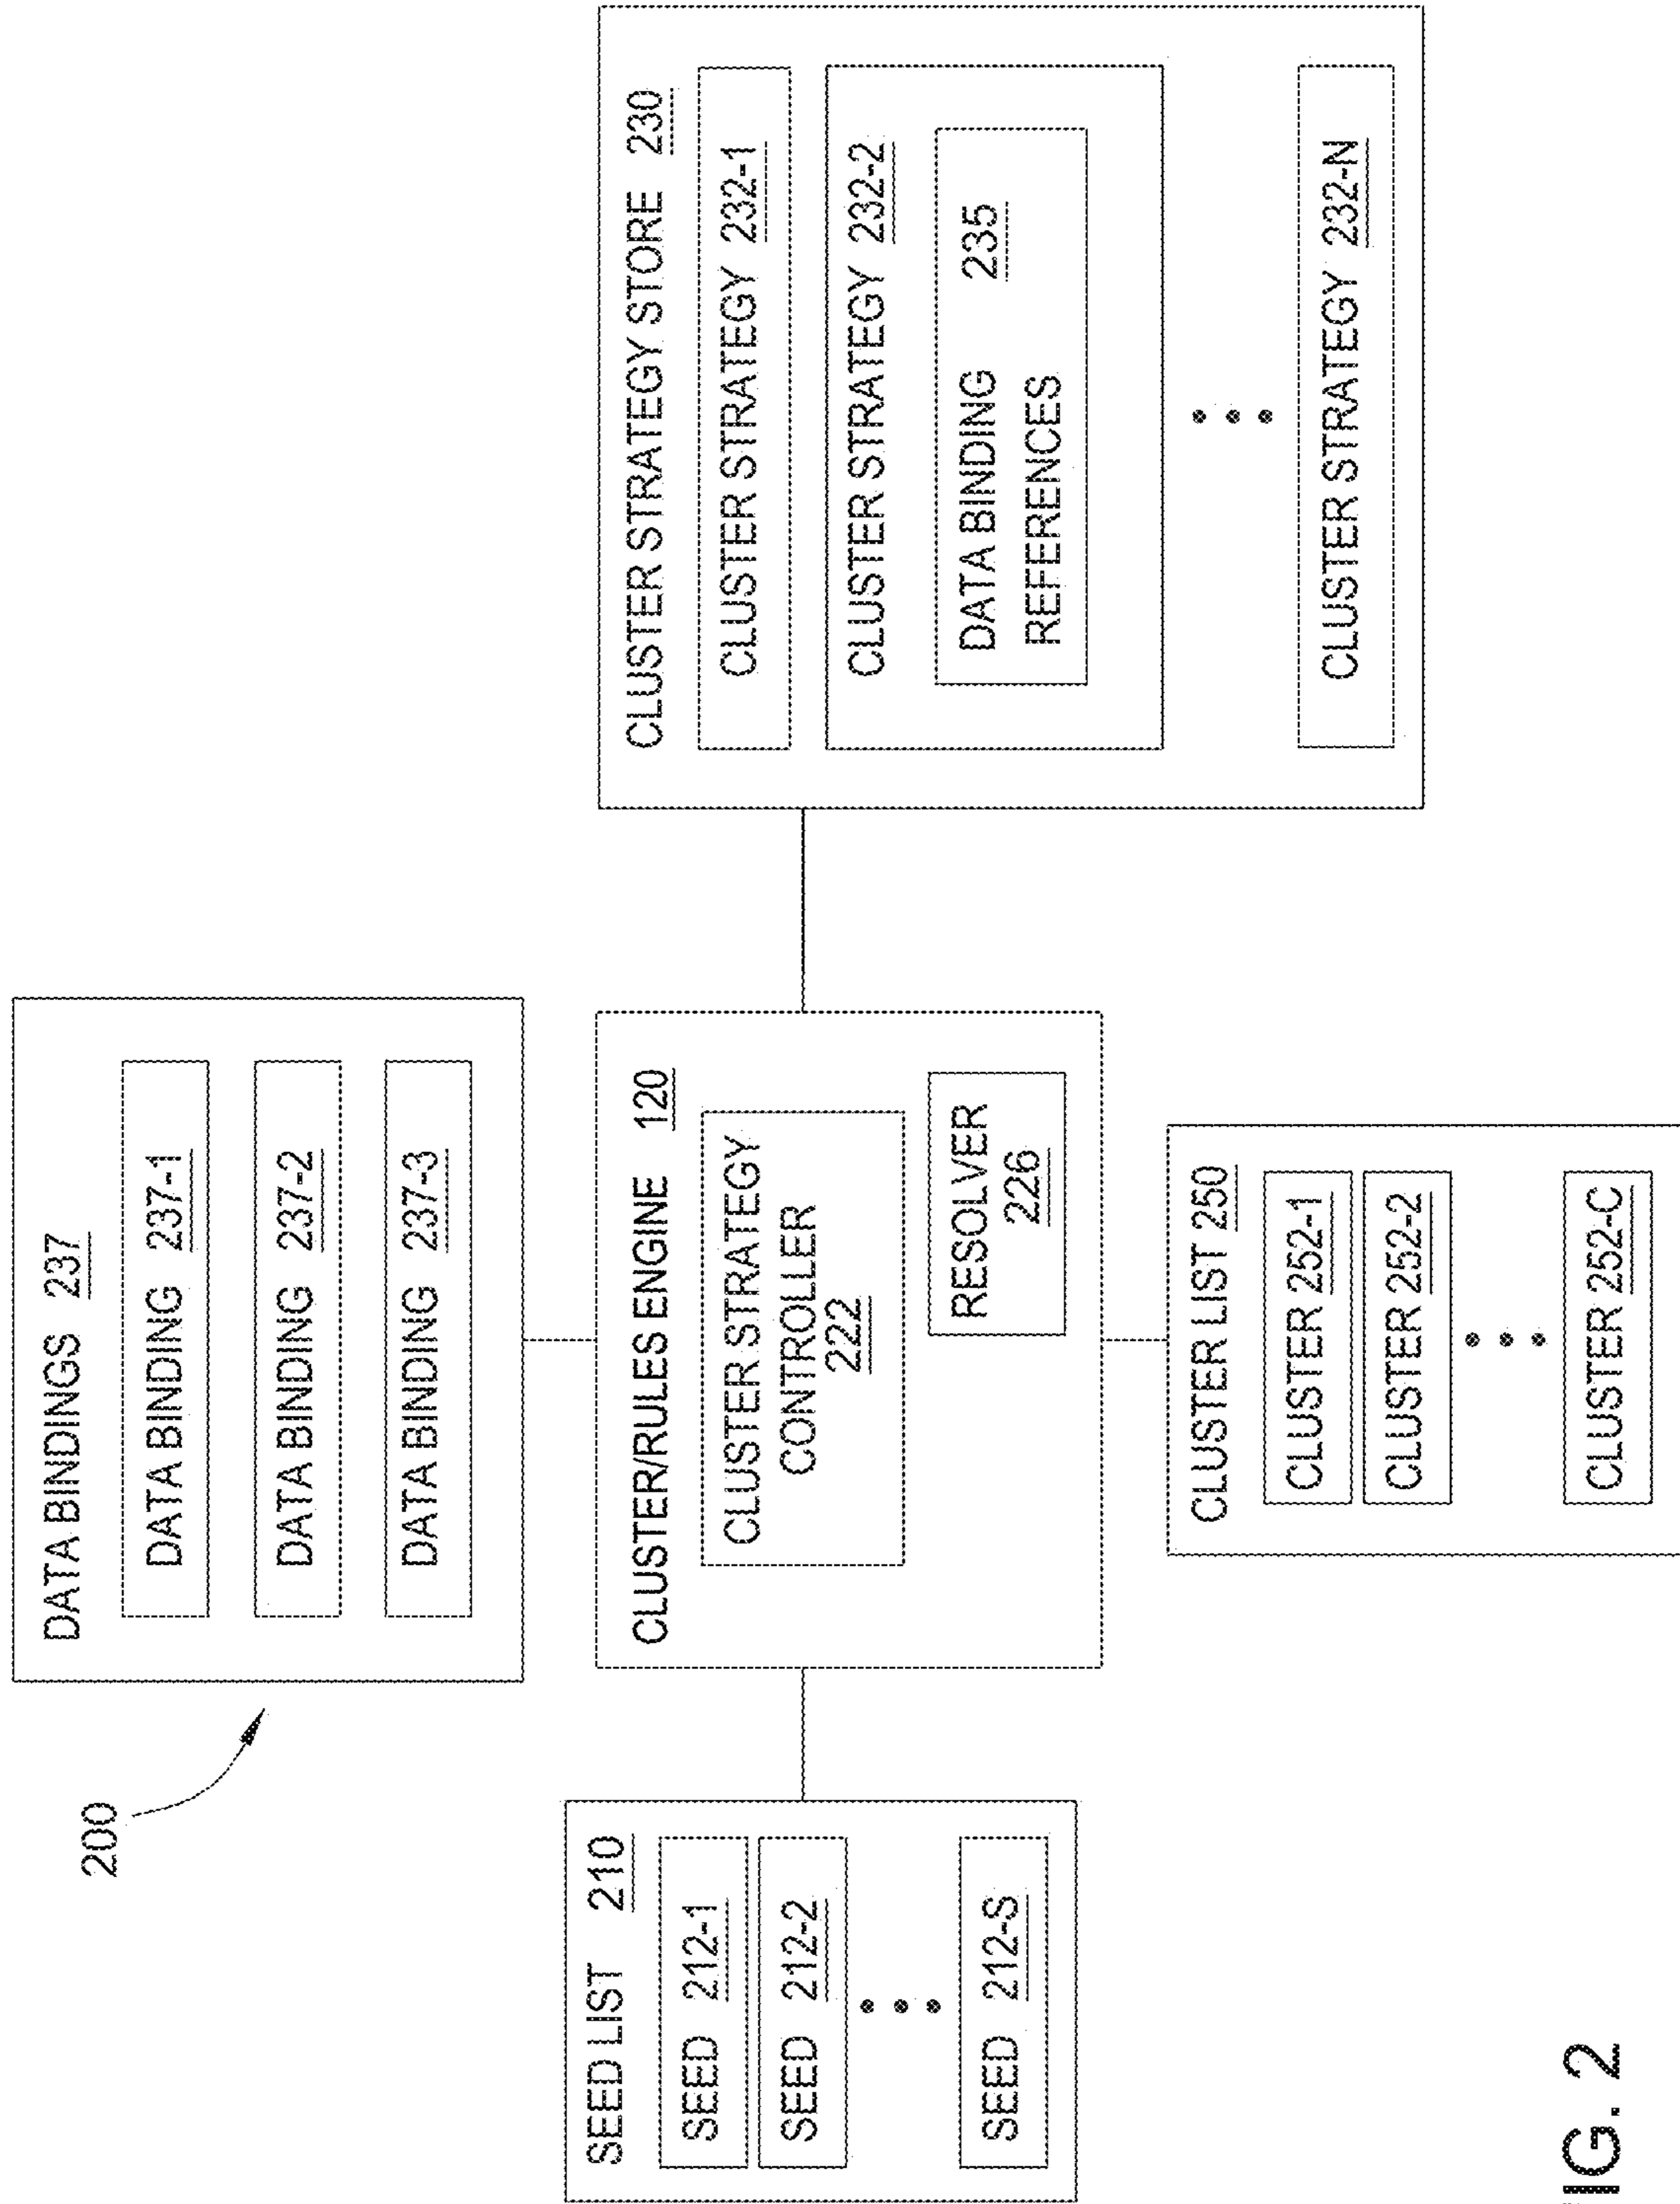 200
DATA BINDINGS 237
DATA BINDING 237-1
DATA BINDING 237-2
DATA BINDING 237-3
SEED LIST 210
SEED 212-1
SEED 212-2
SEED 212-S
CLUSTER/RULES ENGINE 120
CLUSTER STRATEGY
CONTROLLER
222
RESOLVER
226
CLUSTER STRATEGY STORE 230
CLUSTER STRATEGY 232-1
CLUSTER STRATEGY 232-2
DATA BINDING 235
REFERENCES
CLUSTER STRATEGY 232-N
CLUSTER LIST 250
CLUSTER 252-1
CLUSTER 252-2
CLUSTER 252-C
IG. 2